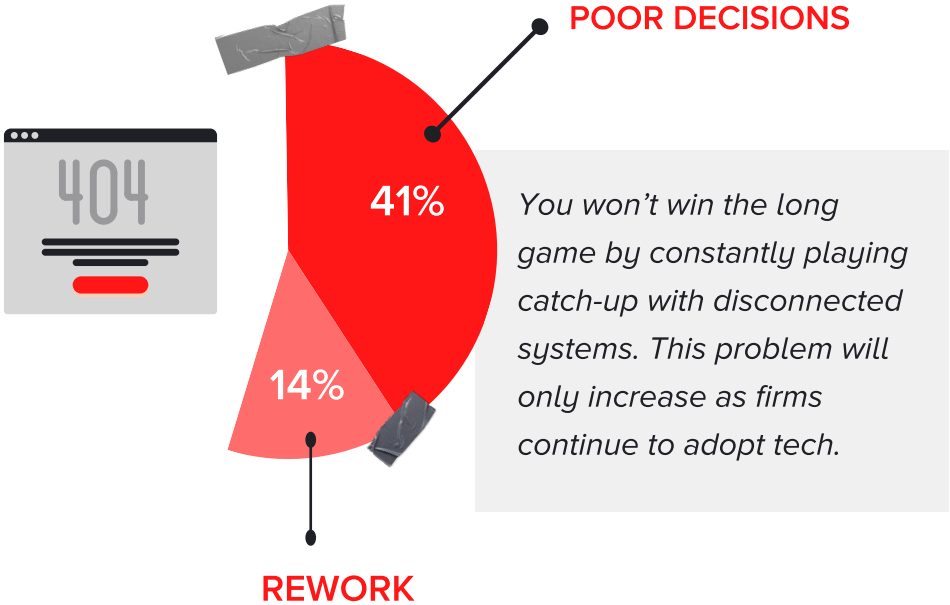 POOR DECISIONS
404
41%
You won’t win the long
game by constantly playing
catch-up with disconnected
systems. This problem will
only increase as firms
continue to adopt tech.
14%
REWORK